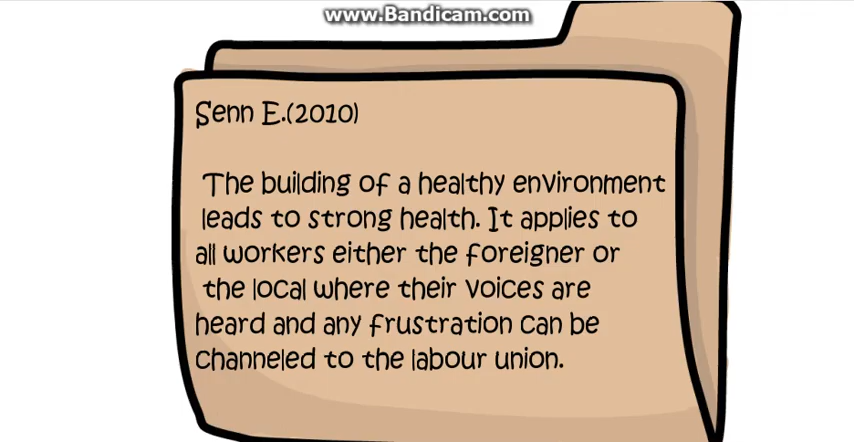 www.Bandicam.com
Senn E.(2010)
The building of a healthy environment
leads to strong health. It applies to
all workers either the foreigner or
the local where their voices are
heard and any frustration can be
channeled to the labour union.